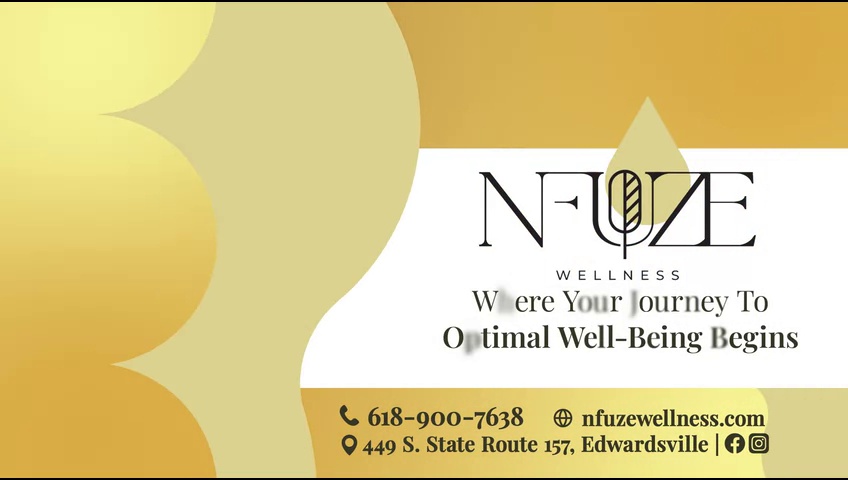 NFUZE
WELLNESS
Where Your Journey To
Optimal Well-Being Begins
618-900-7638 nfuzewellness.com
449 S. State Route 157, Edwardsville |